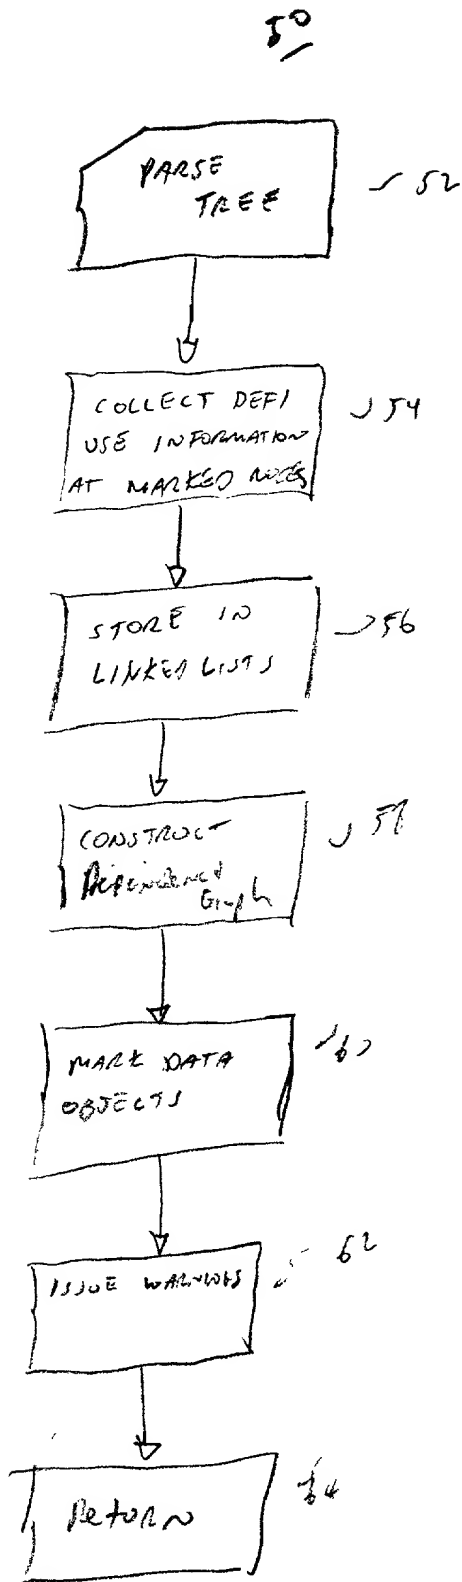 50
PARSE
TREE
52
COLLECT DEF/
USE INFORMATION
AT MARKED NODES
54
STORE IN
LINKED LISTS
56
CONSTRUCT
Dependence
Graph
58
MARK DATA
OBJECTS
60
ISSUE WARNINGS
62
Return
64